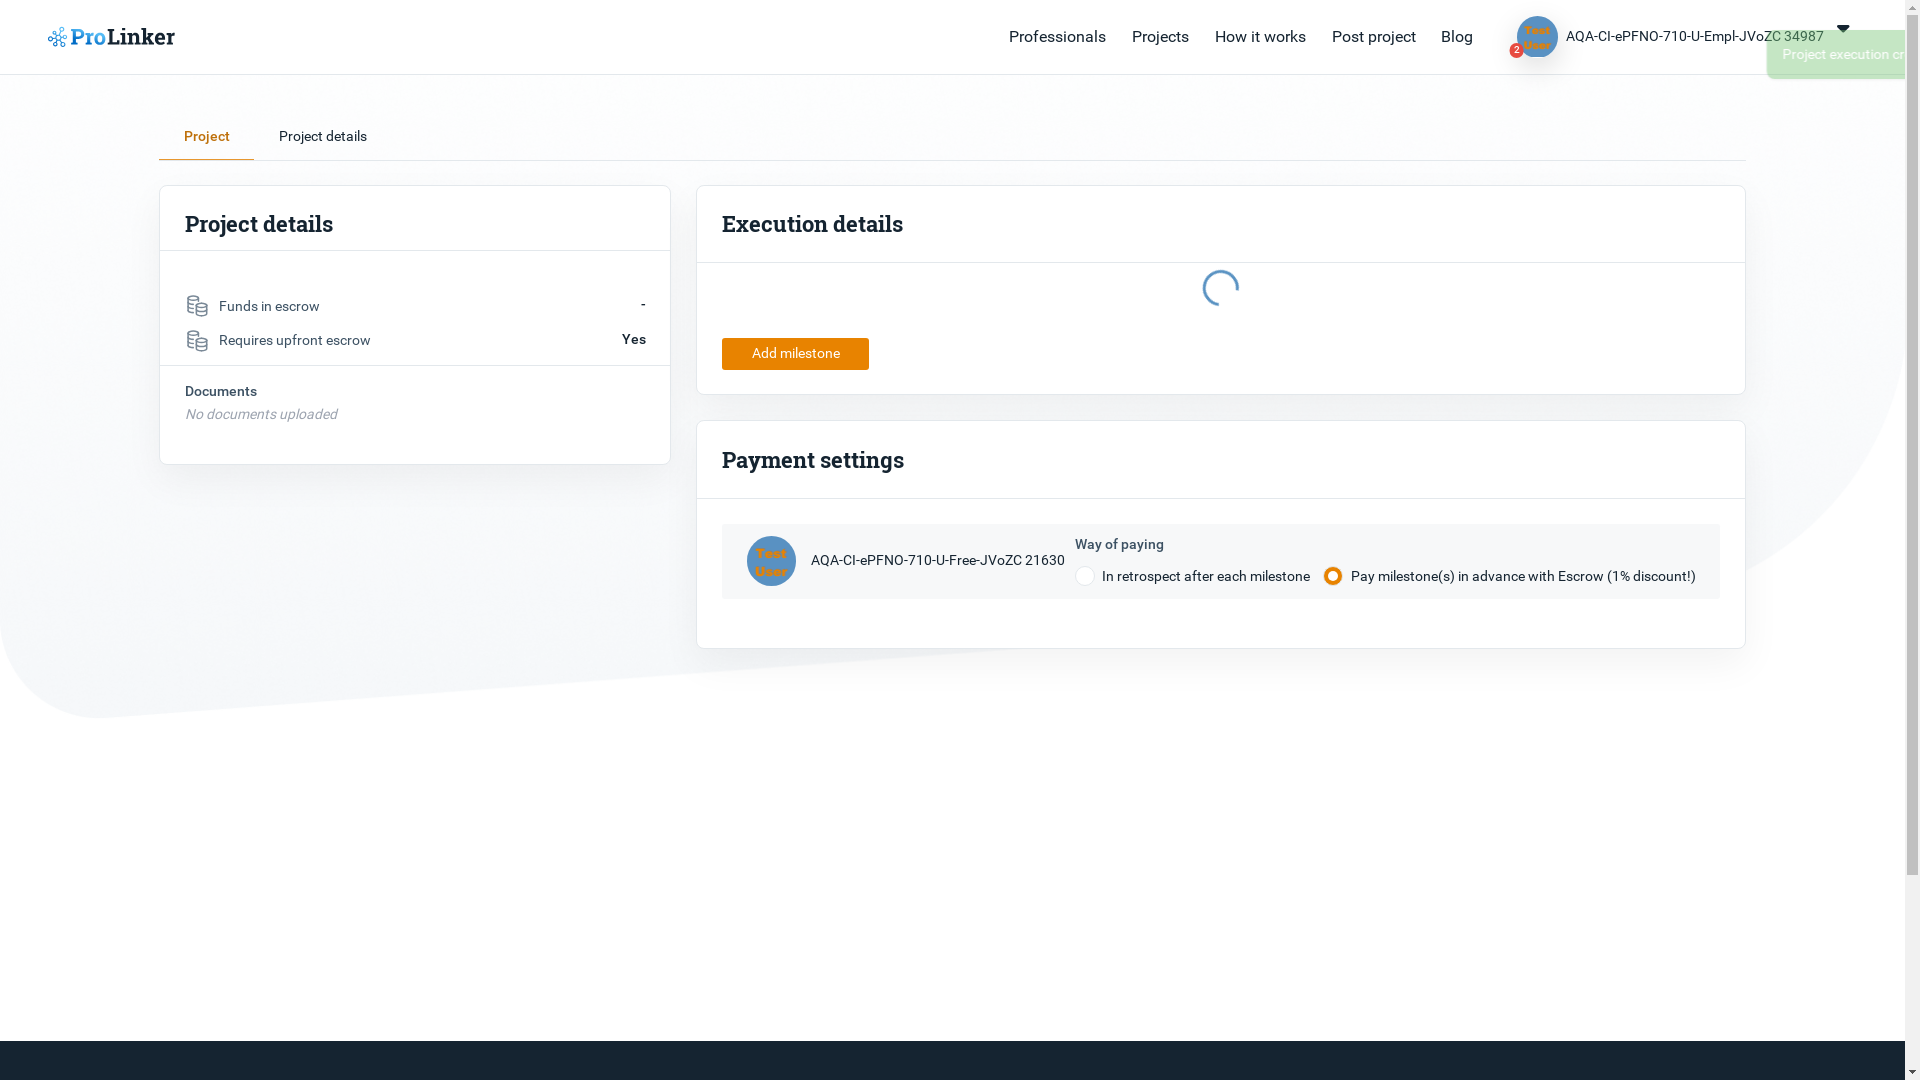 ProLinker
Professionals
Projects
How it works
Post project
Blog
Test
User
2
AQA-CI-ePFNO-710-U-Empl-JVoZC 34987
Project execution cr
Project
Project details
Project details
Funds in escrow
-
Requires upfront escrow
Yes
Documents
No documents uploaded
Execution details
Add milestone
Payment settings
Test
User
AQA-CI-ePFNO-710-U-Free-JVoZC 21630
Way of paying
In retrospect after each milestone
Pay milestone(s) in advance with Escrow (1% discount!)